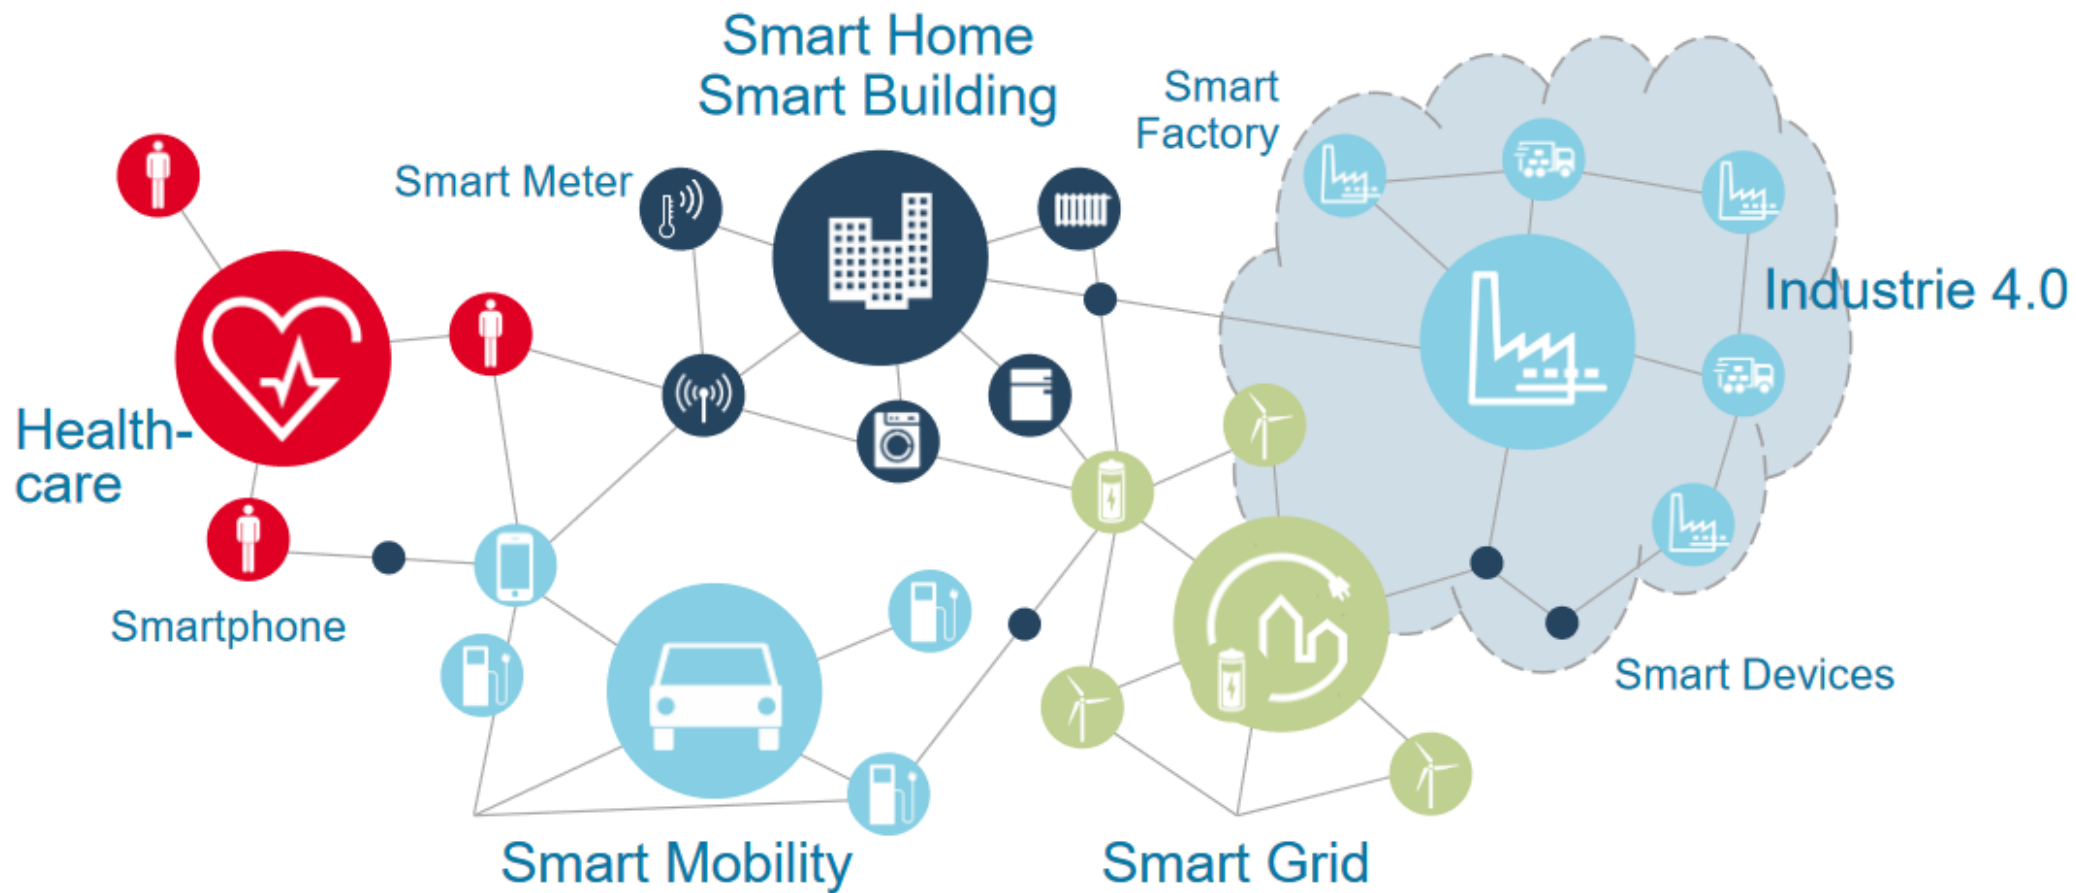 Smart Home
Smart Building
Smart
Factory
Smart Meter
Industrie 4.0
Health-
care
Smartphone
Smart Devices
Smart Mobility
Smart Grid